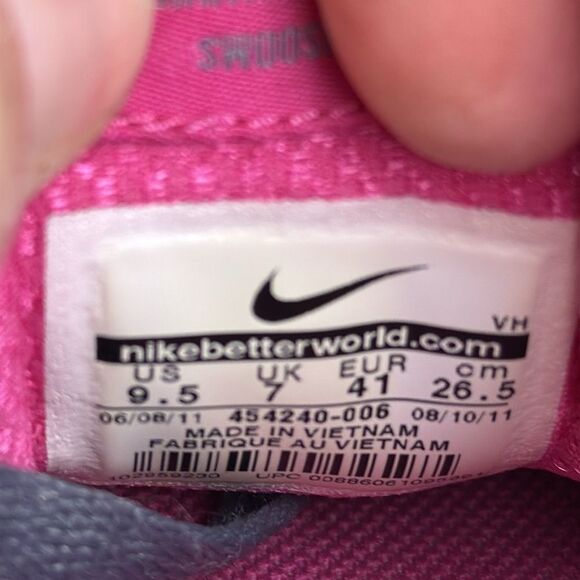 SWOOSH
VH
nikebetterworld.com
US UK EUR cm
9.5 7 41 26.5
06/08/11 454240-006 08/10/11
MADE IN VIETNAM
FABRIQUE AU VIETNAM
UPC